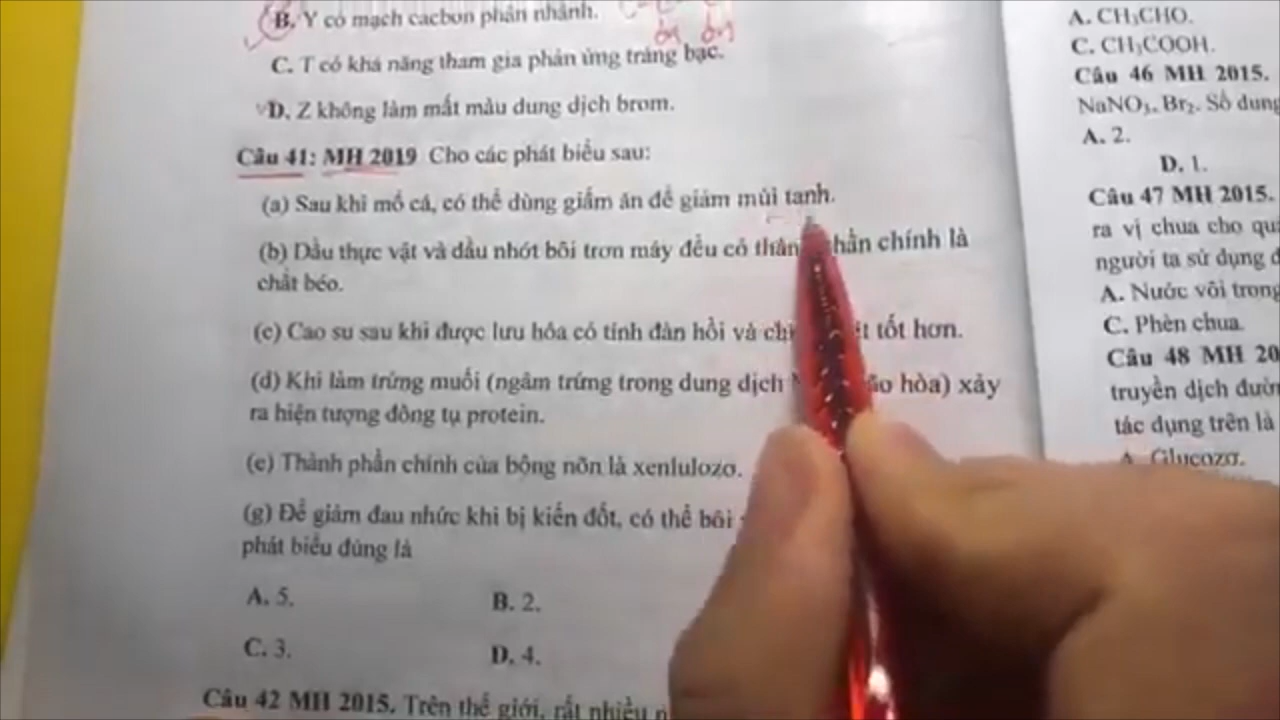 B. Y có mạch cacbon phân nhánh.
C. T có khả năng tham gia phản ứng tráng bạc.
D. Z không làm mất màu dung dịch brom.
Câu 41: MH 2019 Cho các phát biểu sau:
(a) Sau khi mổ cá, có thể dùng giấm ăn để giảm mùi tanh.
(b) Dầu thực vật và dầu nhớt bôi trơn máy đều có thành phần chính là
chất béo.
(c) Cao su sau khi được lưu hóa có tính đàn hồi và tốt hơn.
(d) Khi làm trứng muối (ngâm trứng trong dung dịch hòa) xảy
ra hiện tượng đông tụ protein.
(e) Thành phần chính của bông nõn là xenlulozơ.
(g) Để giảm đau nhức khi bị kiến đốt, có thể bôi
phát biểu đúng là
A. 5.
B. 2.
C. 3.
D. 4.
Câu 42 MH 2015. Trên thế giới, rất nhiều
A. CH₃CHO.
C. CH₃COOH.
Câu 46 MH 2015.
NaNO₃, Br₂. Số dung
A. 2.
D. 1.
Câu 47 MH 2015.
ra vị chua cho
người ta sử dụng
A. Nước vôi trong
C. Phèn chua.
Câu 48 MH 20
truyền dịch
tác dụng trên là
A. Glucozơ.